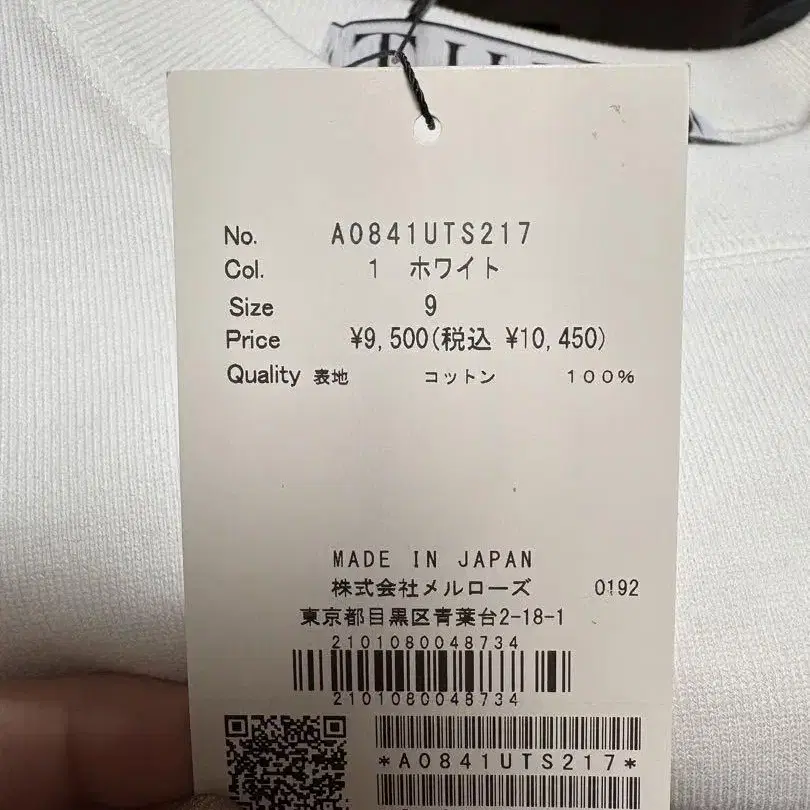 No. A0841UTS217
Col. 1 ホワイト
Size 9
Price ¥9,500(税込 ¥10,450)
Quality 表地 コットン 100%
MADE IN JAPAN
株式会社メルローズ 0192
東京都目黒区青葉台2-18-1
2101080048734
2101080048734
*A0841UTS217*